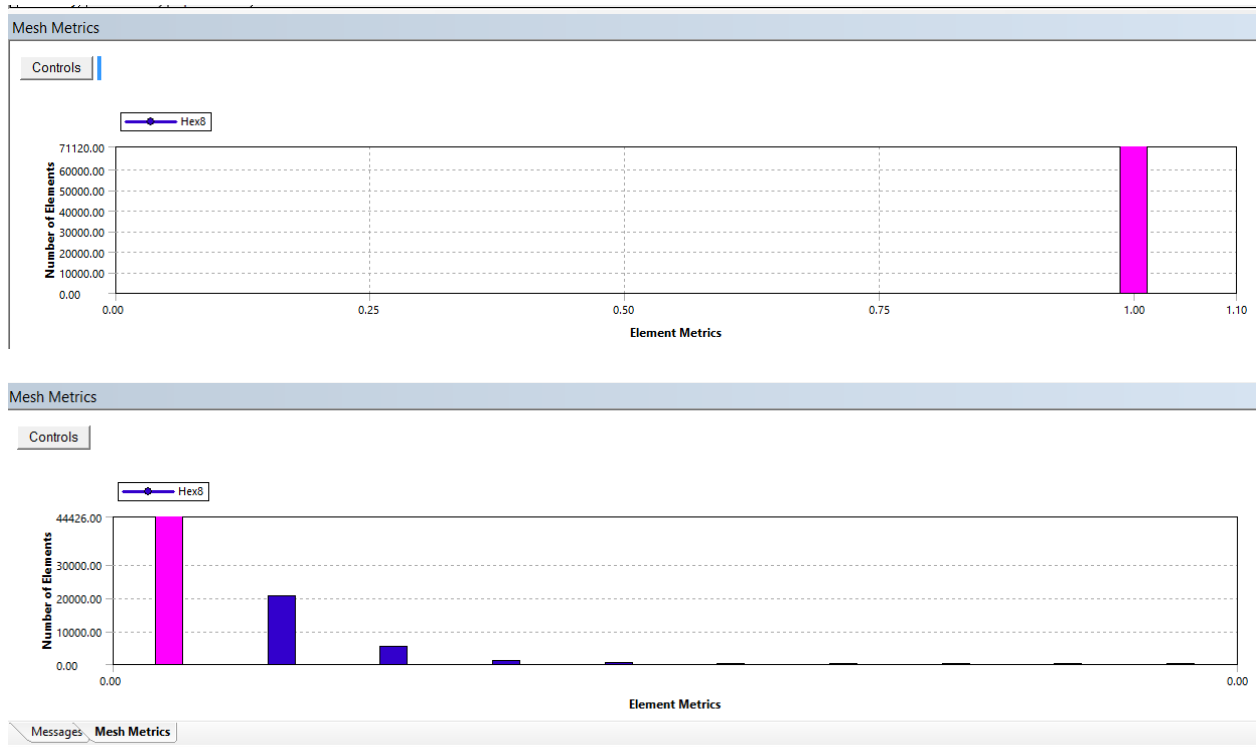 Mesh Metrics
Controls
Hex8
71120.00
60000.00
50000.00
40000.00
30000.00
20000.00
10000.00
0.00
Number of Elements
0.00 0.25 0.50 0.75 1.00 1.10
Element Metrics
Mesh Metrics
Controls
Hex8
44426.00
30000.00
20000.00
10000.00
0.00
Number of Elements
0.00 0.00
Element Metrics
Messages Mesh Metrics